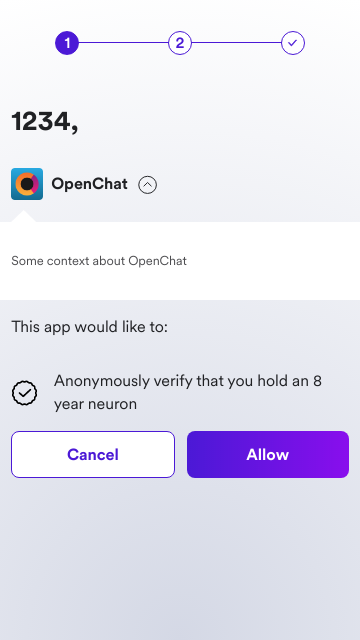 1
2
1234,
OpenChat
Some context about OpenChat
This app would like to:
Anonymously verify that you hold an 8
year neuron
Cancel
Allow